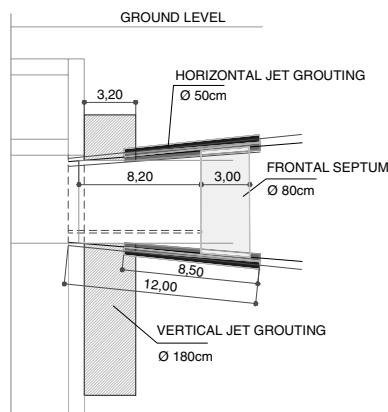 GROUND LEVEL
HORIZONTAL JET GROUTING
3,20
Ø 50cm
FRONTAL SEPTUM
8,20
3,00
Ø 80cm
8,50
12,00
VERTICAL JET GROUTING
Ø 180cm